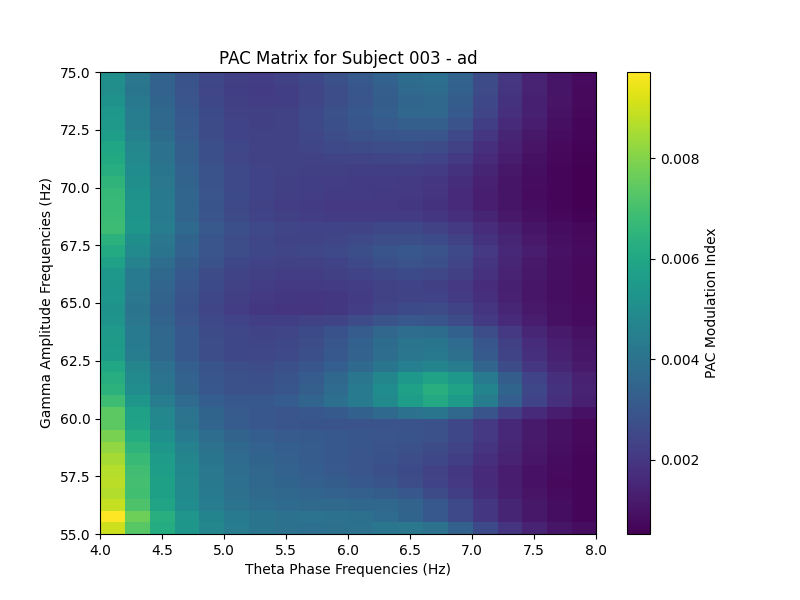 PAC Matrix for Subject 003 - ad
75.0
72.5
70.0
67.5
65.0
62.5
60.0
57.5
55.0
Gamma Amplitude Frequencies (Hz)
4.0 4.5 5.0 5.5 6.0 6.5 7.0 7.5 8.0
Theta Phase Frequencies (Hz)
0.008
0.006
0.004
0.002
PAC Modulation Index